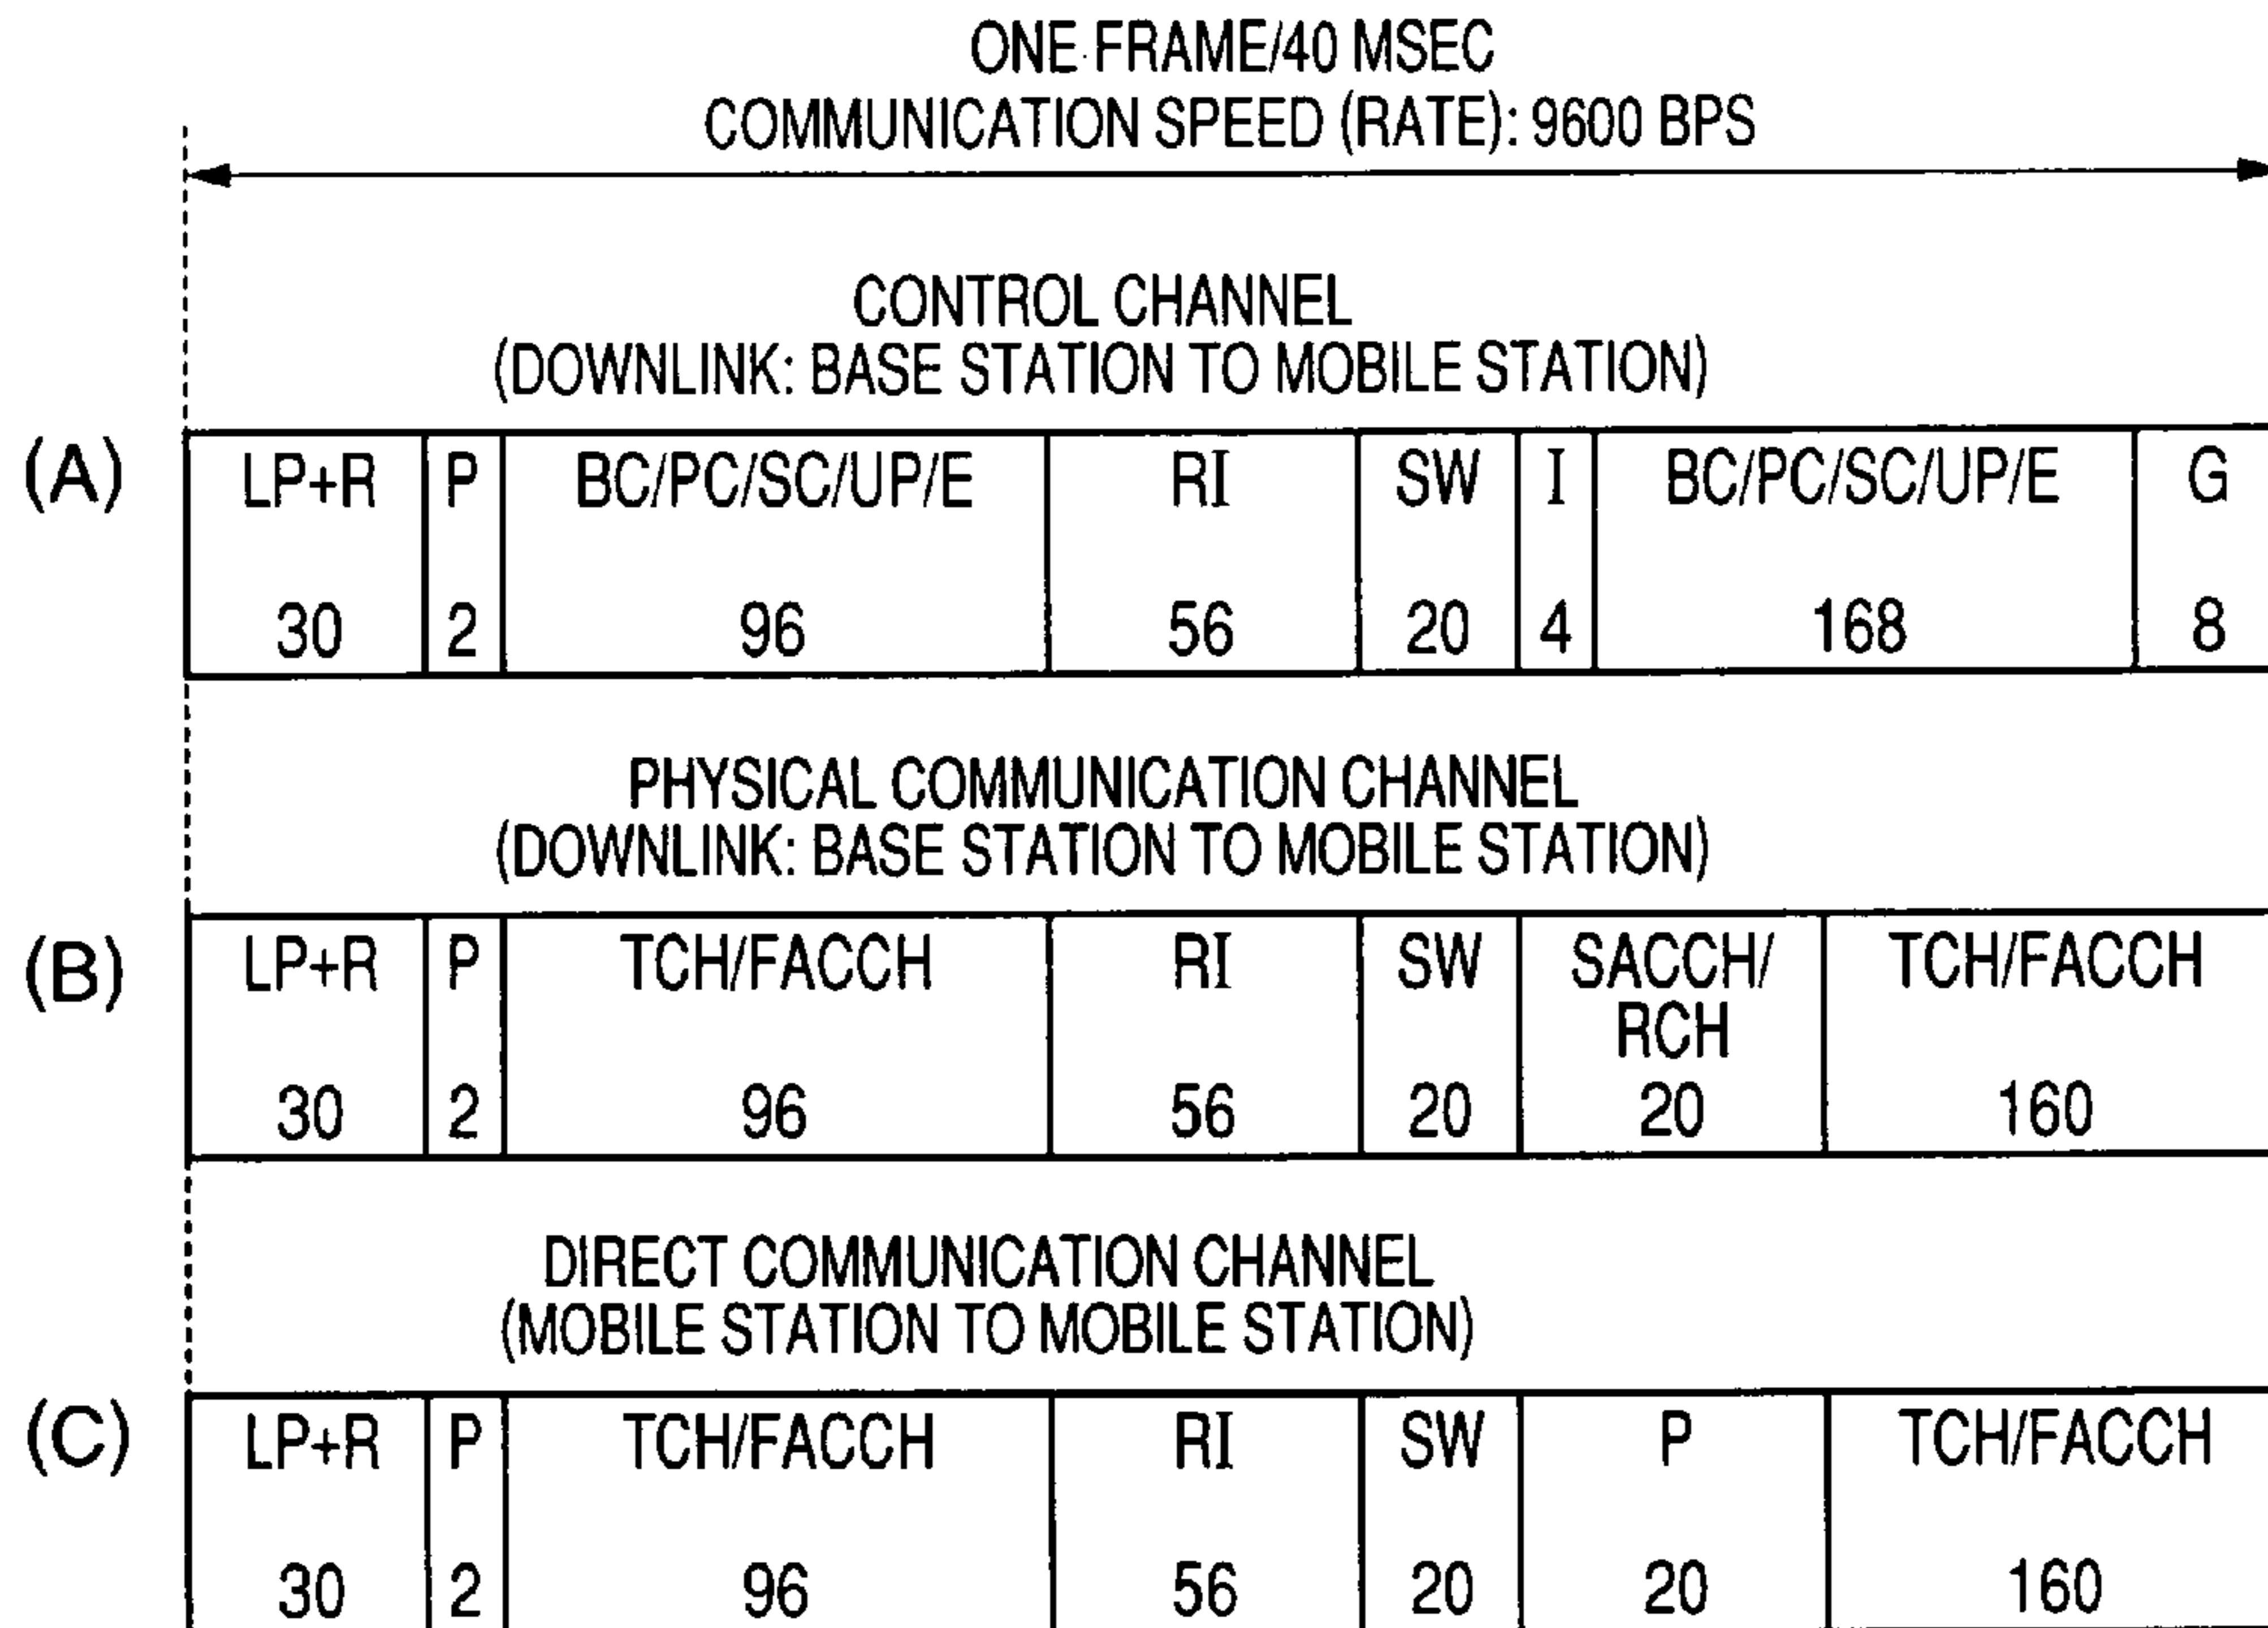 ONE FRAME/40 MSEC
COMMUNICATION SPEED (RATE): 9600 BPS
CONTROL CHANNEL
(DOWNLINK: BASE STATION TO MOBILE STATION)
(A) LP+R P BC/PC/SC/UP/E RI SW I BC/PC/SC/UP/E G
30 2 96 56 20 4 168 8
PHYSICAL COMMUNICATION CHANNEL
(DOWNLINK: BASE STATION TO MOBILE STATION)
(B) LP+R P TCH/FACCH RI SW SACCH/ TCH/FACCH
RCH
30 2 96 56 20 20 160
DIRECT COMMUNICATION CHANNEL
(MOBILE STATION TO MOBILE STATION)
(C) LP+R P TCH/FACCH RI SW P TCH/FACCH
30 2 96 56 20 20 160